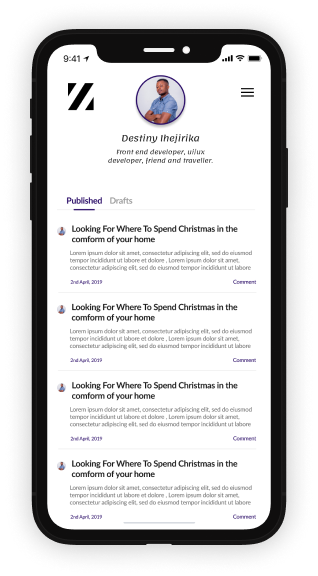 9:41
Destiny Ihejirika
Front end developer, ui/ux
developer, friend and traveller.
Published Drafts
Looking For Where To Spend Christmas in the
comform of your home
Lorem ipsum dolor sit amet, consectetur adipiscing elit, sed do eiusmod
tempor incididunt ut labore et dolore , Lorem ipsum dolor sit amet,
consectetur adipiscing elit, sed do eiusmod tempor incididunt ut labore
2nd April, 2019 Comment
Looking For Where To Spend Christmas in the
comform of your home
Lorem ipsum dolor sit amet, consectetur adipiscing elit, sed do eiusmod
tempor incididunt ut labore et dolore , Lorem ipsum dolor sit amet,
consectetur adipiscing elit, sed do eiusmod tempor incididunt ut labore
2nd April, 2019 Comment
Looking For Where To Spend Christmas in the
comform of your home
Lorem ipsum dolor sit amet, consectetur adipiscing elit, sed do eiusmod
tempor incididunt ut labore et dolore , Lorem ipsum dolor sit amet,
consectetur adipiscing elit, sed do eiusmod tempor incididunt ut labore
2nd April, 2019 Comment
Looking For Where To Spend Christmas in the
comform of your home
Lorem ipsum dolor sit amet, consectetur adipiscing elit, sed do eiusmod
tempor incididunt ut labore et dolore , Lorem ipsum dolor sit amet,
consectetur adipiscing elit, sed do eiusmod tempor incididunt ut labore
2nd April, 2019 Comment